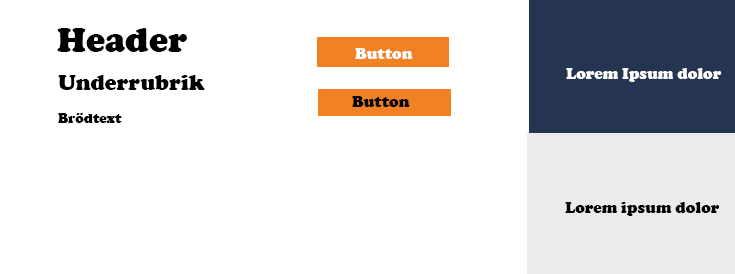 Header
Underrubrik
Brödtext
Button
Button
Lorem Ipsum dolor
Lorem ipsum dolor